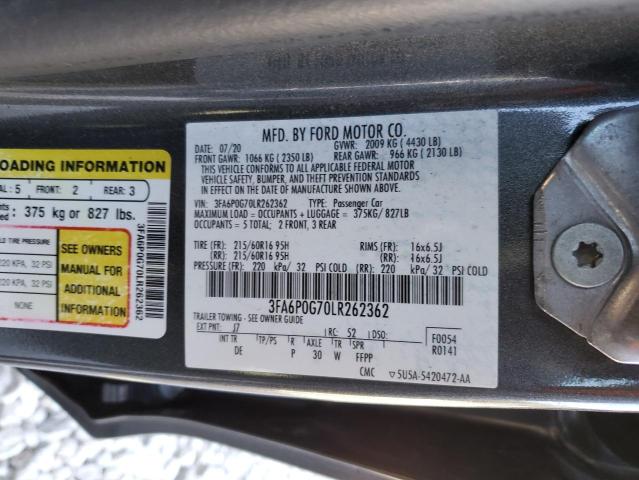 OADING INFORMATION
AL: 5 FRONT: 2 REAR: 3
375 kg or 827 lbs.
TIRE PRESSURE
220 KPA, 32 PSI
220 KPA, 32 PSI
NONE
SEE OWNERS
MANUAL FOR
ADDITIONAL
INFORMATION
3FA6P0G70LR262362
MFD. BY FORD MOTOR CO.
DATE: 07/20 GVWR: 2009 KG ( 4430 LB)
FRONT GAWR: 1066 KG ( 2350 LB) REAR GAWR: 966 KG ( 2130 LB)
THIS VEHICLE CONFORMS TO ALL APPLICABLE FEDERAL MOTOR
VEHICLE SAFETY, BUMPER, AND THEFT PREVENTION STANDARDS IN EFFECT
ON THE DATE OF MANUFACTURE SHOWN ABOVE.
VIN: 3FA6P0G70LR262362 TYPE: Passenger Car
MAXIMUM LOAD = OCCUPANTS + LUGGAGE = 375KG/ 827LB
OCCUPANTS = 5 TOTAL; 2 FRONT, 3 REAR
TIRE (FR): 215/60R16 95H RIMS (FR): 16x6.5J
(RR): 215/60R16 95H (RR): 16x6.5J
PRESSURE (FR): 220 kPa/ 32 PSI COLD (RR): 220 kPa/ 32 PSI COLD
3FA6P0G70LR262362
TRAILER TOWING - SEE OWNER GUIDE
EXT PNT: J7 RC: 52 DSO: F0054
INT TR TP/PS R AXLE TR SPR R0141
DE P 30 W FFPP
CMC ▽5U5A-5420472-AA